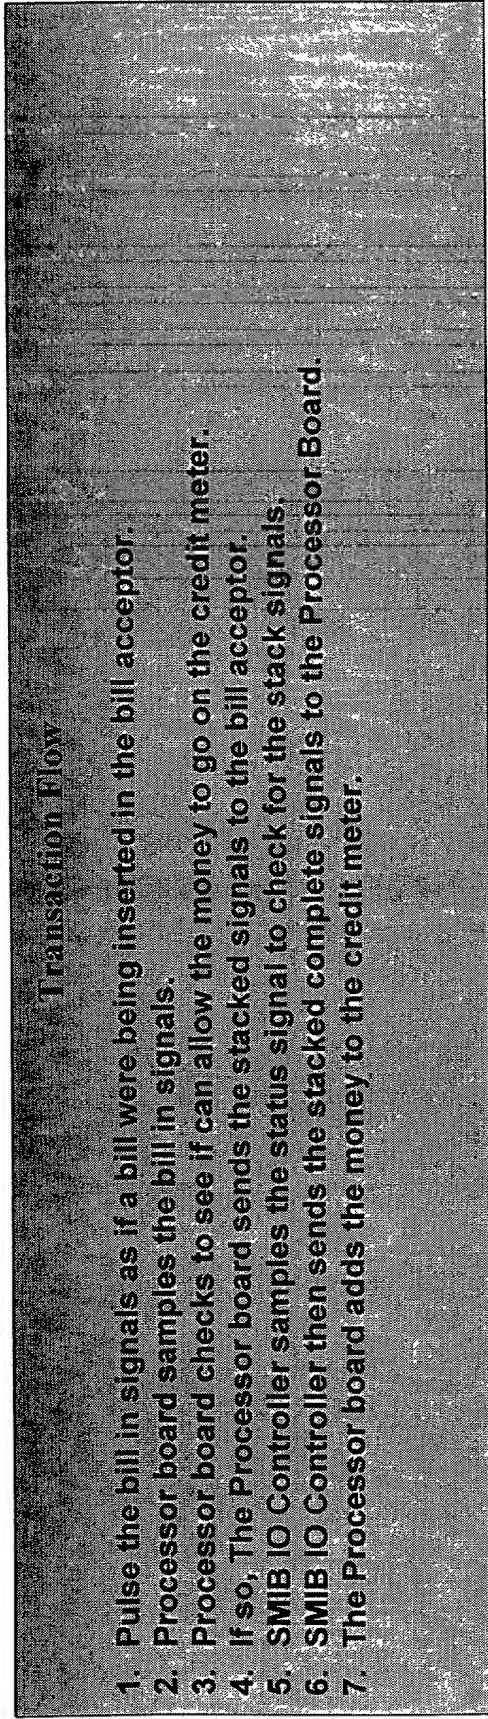 Transaction Flow
1. Pulse the bill in signals as if a bill were being inserted in the bill acceptor.
2. Processor board samples the bill in signals.
3. Processor board checks to see if can allow the money to go on the credit meter.
4. If so, The Processor board sends the stacked signals to the bill acceptor.
5. SMIB IO Controller samples the status signal to check for the stack signals.
6. SMIB IO Controller then sends the stacked complete signals to the Processor Board.
7. The Processor board adds the money to the credit meter.